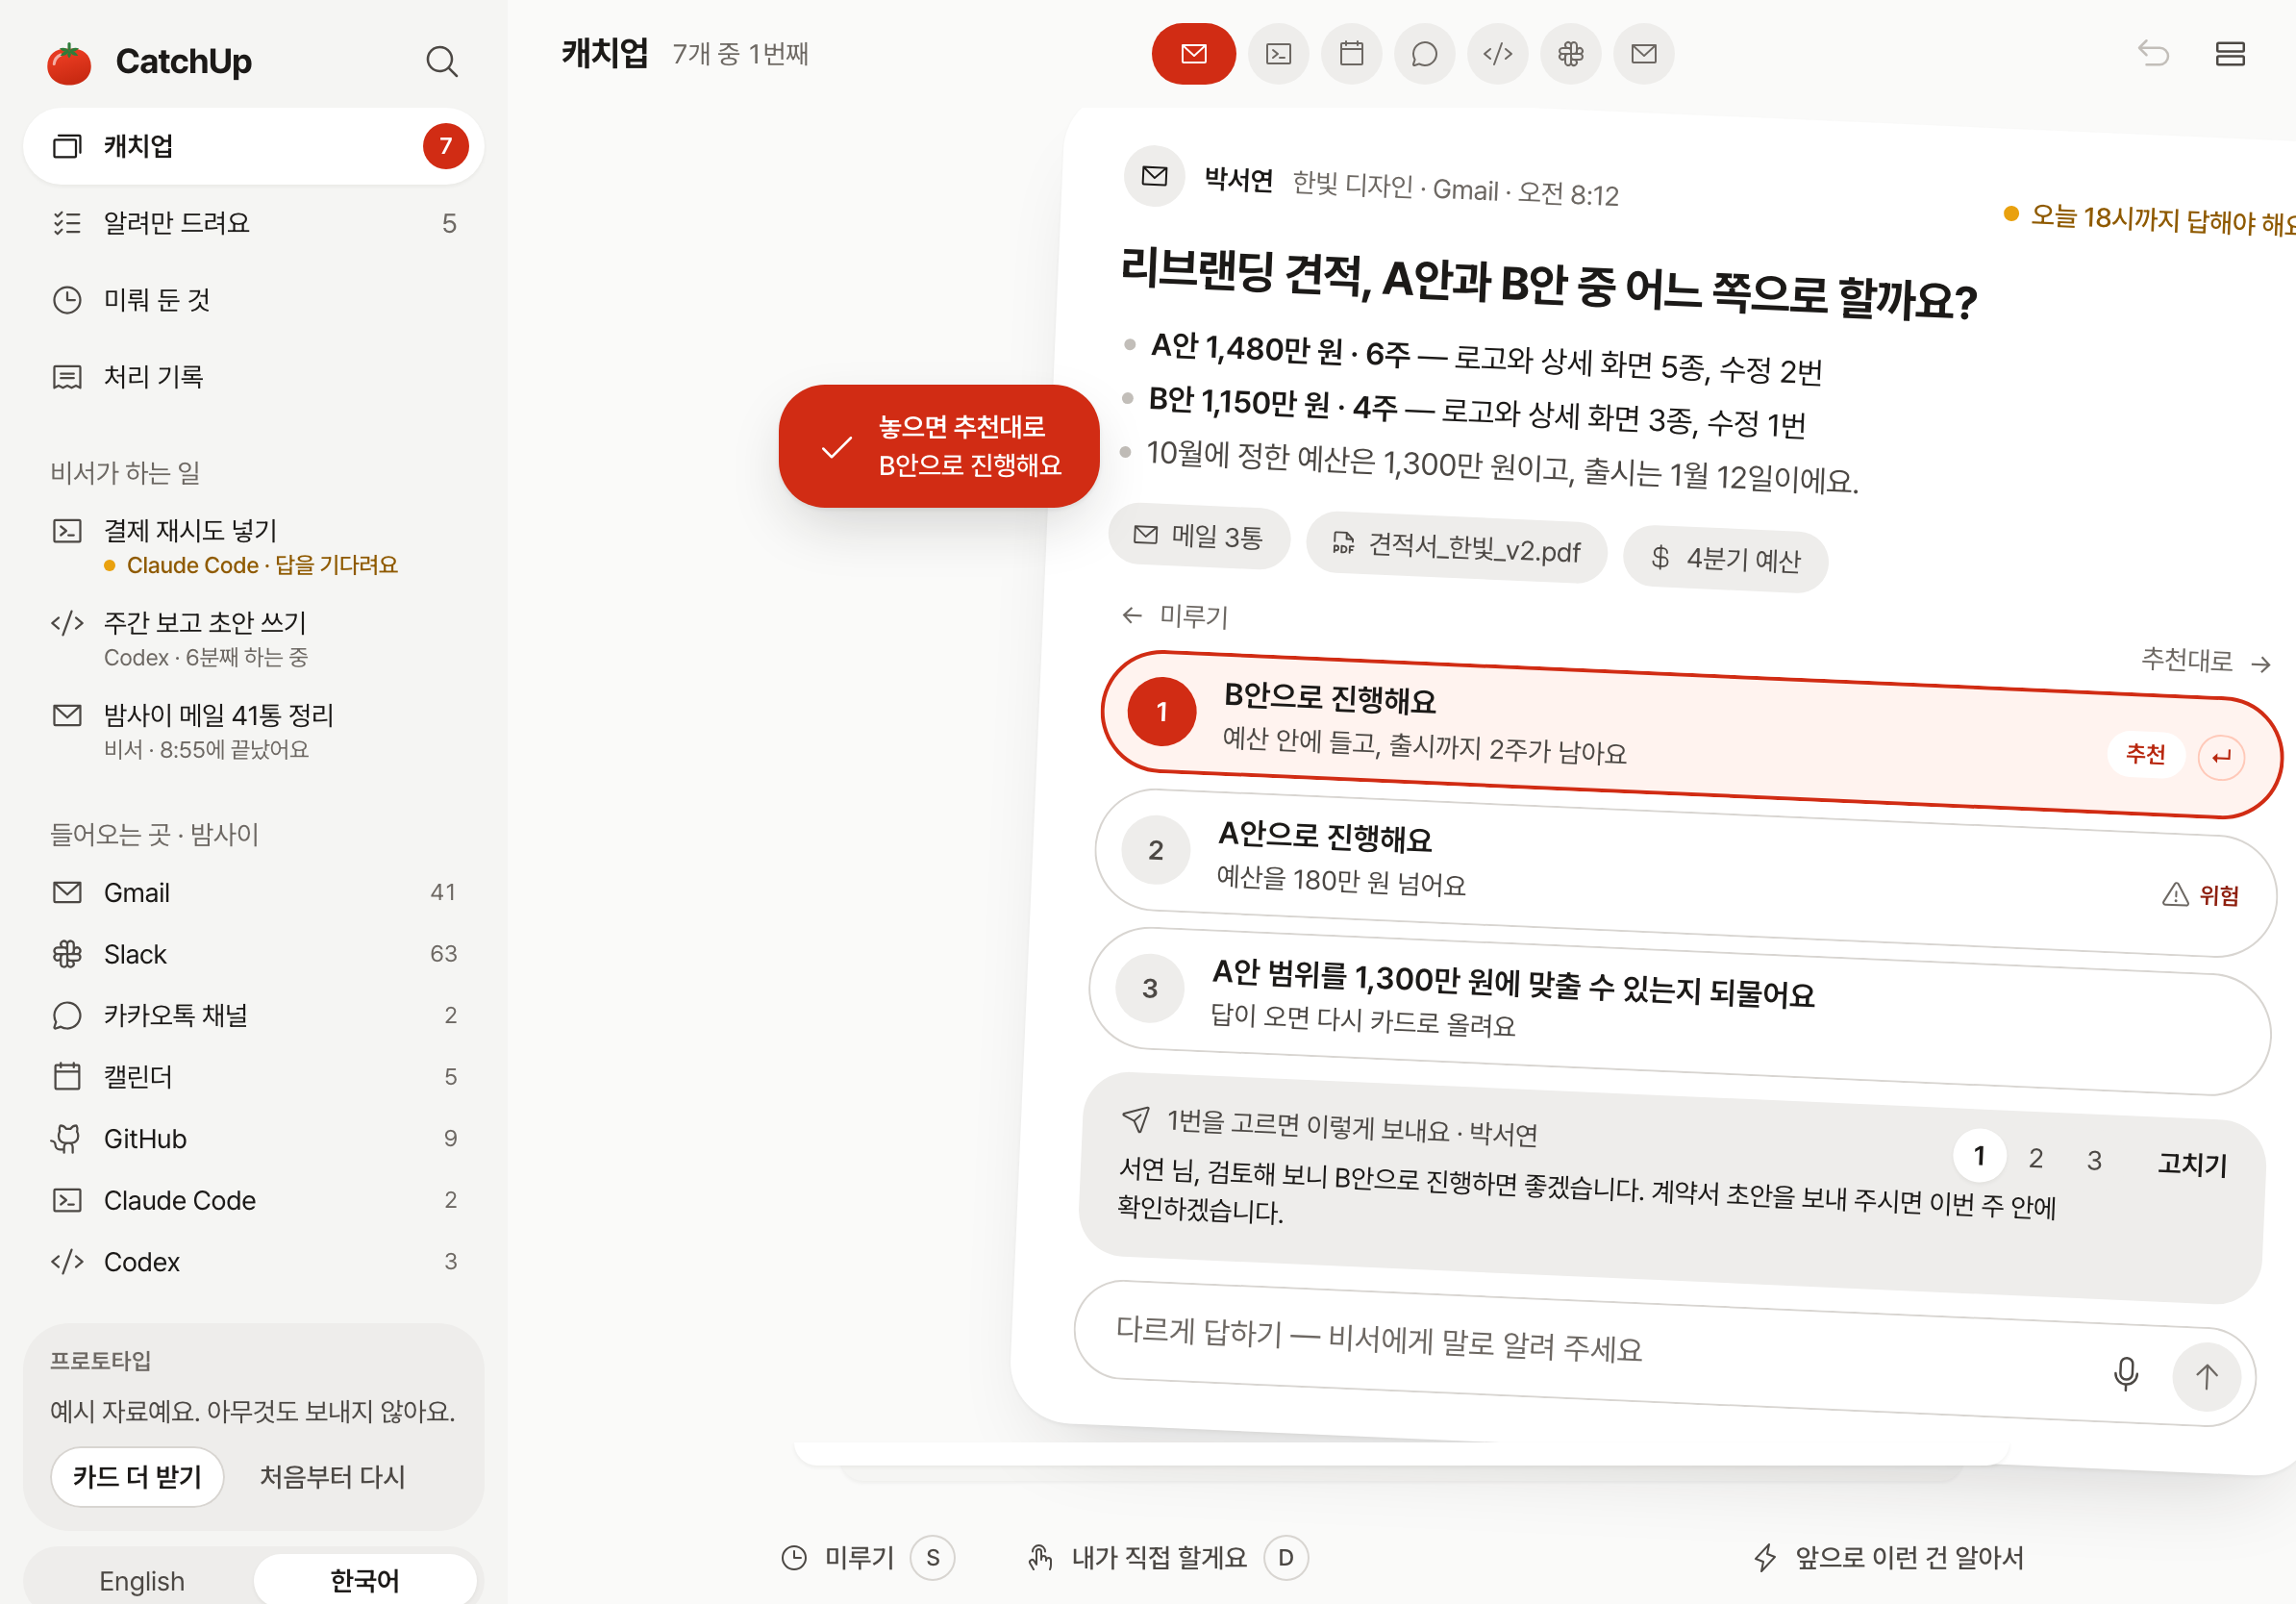 CatchUp
캐치업 7
알려만 드려요 5
미뤄 둔 것
처리 기록
비서가 하는 일
결제 재시도 넣기
Claude Code · 답을 기다려요
주간 보고 초안 쓰기
Codex · 6분째 하는 중
밤사이 메일 41통 정리
비서 · 8:55에 끝났어요
들어오는 곳 · 밤사이
Gmail 41
Slack 63
카카오톡 채널 2
캘린더 5
GitHub 9
Claude Code 2
Codex 3
프로토타입
예시 자료예요. 아무것도 보내지 않아요.
카드 더 받기 처음부터 다시
English 한국어
캐치업 7개 중 1번째
박서연 한빛 디자인 · Gmail · 오전 8:12
오늘 18시까지 답해야 해요
리브랜딩 견적, A안과 B안 중 어느 쪽으로 할까요?
A안 1,480만 원 · 6주 — 로고와 상세 화면 5종, 수정 2번
B안 1,150만 원 · 4주 — 로고와 상세 화면 3종, 수정 1번
10월에 정한 예산은 1,300만 원이고, 출시는 1월 12일이에요.
놓으면 추천대로
B안으로 진행해요
메일 3통 PDF 견적서_한빛_v2.pdf 4분기 예산
← 미루기
추천대로 →
1 B안으로 진행해요
예산 안에 들고, 출시까지 2주가 남아요
추천
2 A안으로 진행해요
예산을 180만 원 넘어요
위험
3 A안 범위를 1,300만 원에 맞출 수 있는지 되물어요
답이 오면 다시 카드로 올려요
1번을 고르면 이렇게 보내요 · 박서연
1 2 3 고치기
서연 님, 검토해 보니 B안으로 진행하면 좋겠습니다. 계약서 초안을 보내 주시면 이번 주 안에
확인하겠습니다.
다르게 답하기 — 비서에게 말로 알려 주세요
미루기 S 내가 직접 할게요 D 앞으로 이런 건 알아서